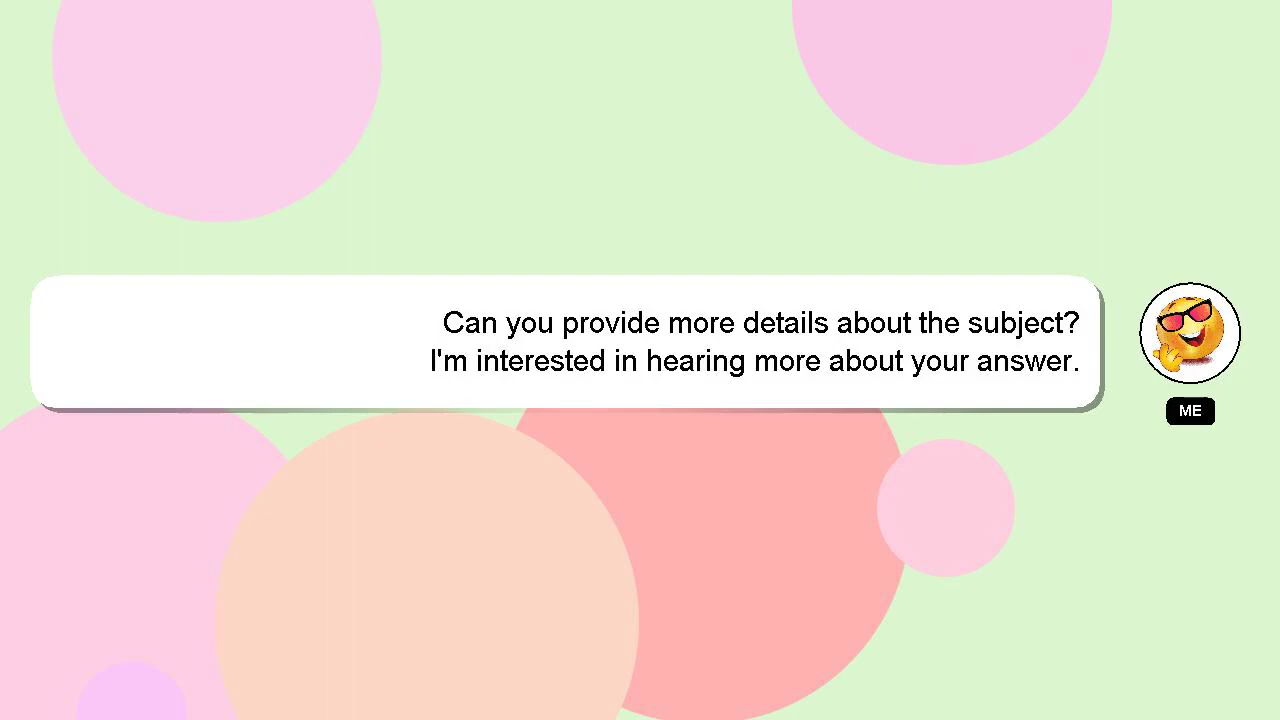 Can you provide more details about the subject?
I'm interested in hearing more about your answer.
ME